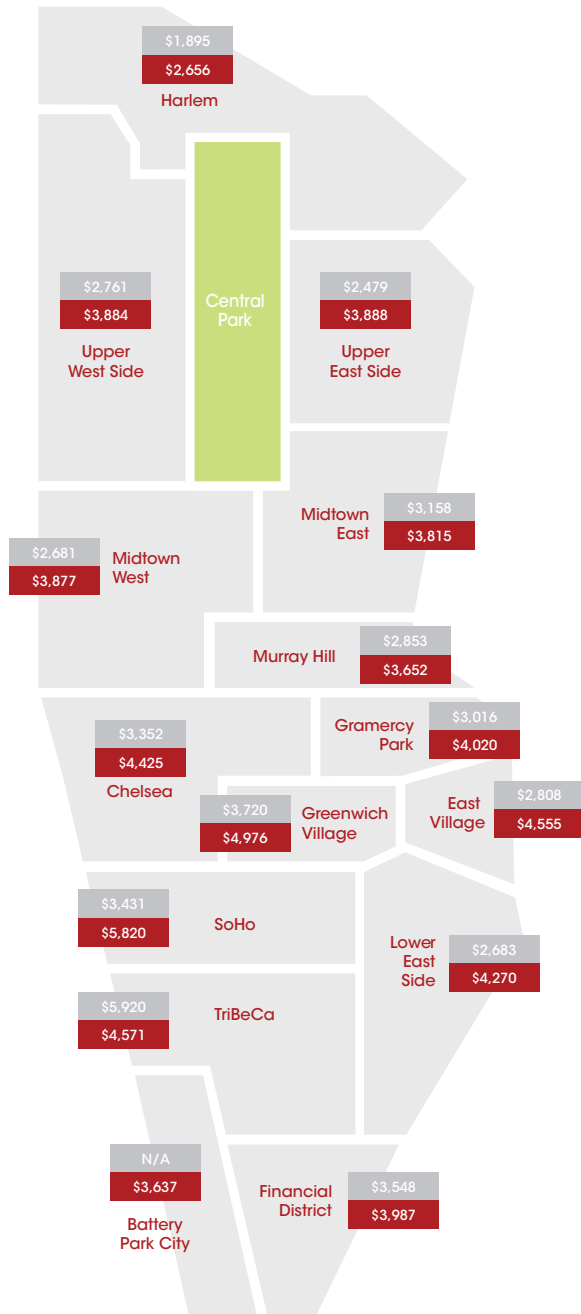 $1,895
$2,656
Harlem
Central
Park
$2,761
$3,884
Upper
West Side
$2,479
$3,888
Upper
East Side
Midtown
East
$3,158
$3,815
$2,681
$3,877
Midtown
West
Murray Hill
$2,853
$3,652
$3,352
$4,425
Chelsea
Gramercy
Park
$3,016
$4,020
$3,720
$4,976
Greenwich
Village
East
Village
$2,808
$4,555
$3,431
$5,820
SoHo
Lower
East
Side
$2,683
$4,270
$5,920
$4,571
TriBeCa
N/A
$3,637
Battery
Park City
Financial
District
$3,548
$3,987